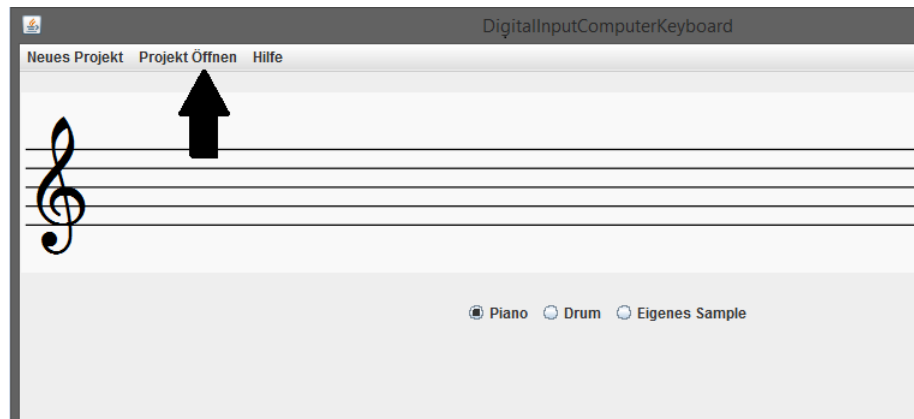 DigitalInputComputerKeyboard
Neues Projekt Projekt Öffnen Hilfe
Piano Drum Eigenes Sample